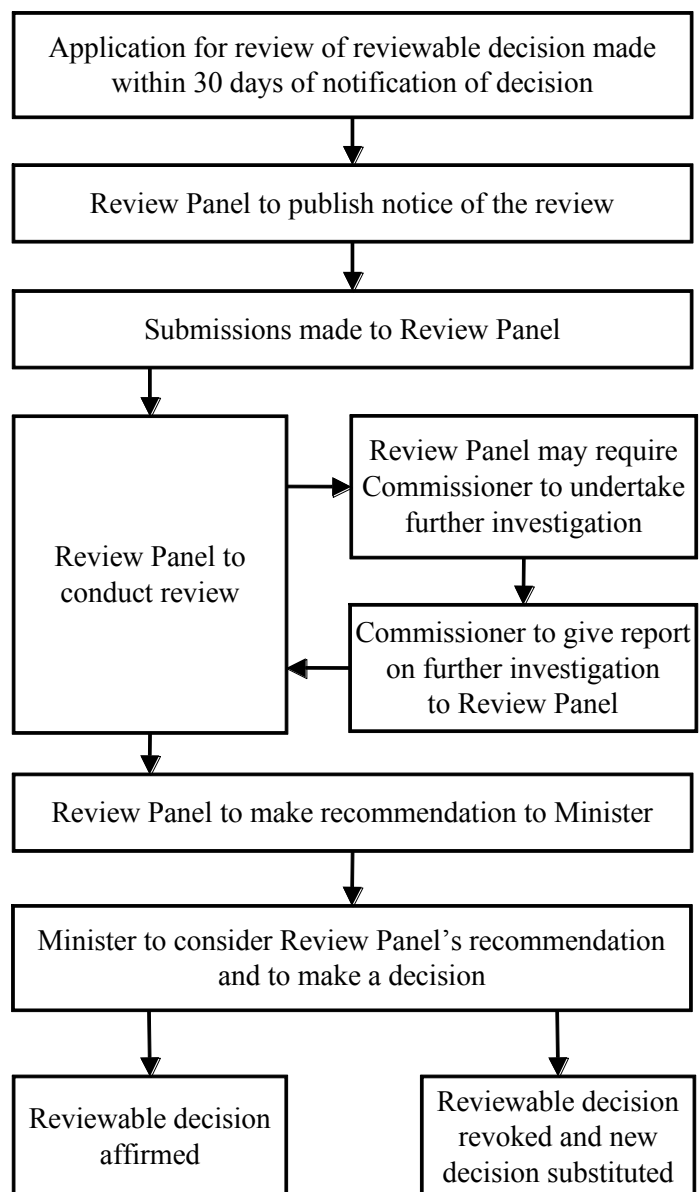 Application for review of reviewable decision made
within 30 days of notification of decision
Review Panel to publish notice of the review
Submissions made to Review Panel
Review Panel to
conduct review
Review Panel may require
Commissioner to undertake
further investigation
Commissioner to give report
on further investigation
to Review Panel
Review Panel to make recommendation to Minister
Minister to consider Review Panel’s recommendation
and to make a decision
Reviewable decision
affirmed
Reviewable decision
revoked and new
decision substituted